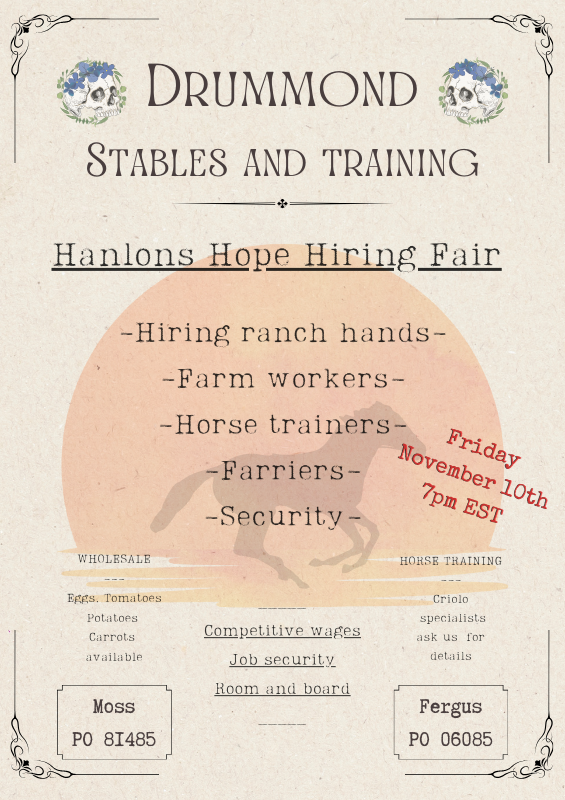 Drummond
Stables and training
Hanlons Hope Hiring Fair
-Hiring ranch hands-
-Farm workers-
-Horse trainers-
-Farriers-
-Security-
Friday
November 10th
7pm EST
WHOLESALE
---
Eggs, Tomatoes
Potatoes
Carrots
available
HORSE TRAINING
---
Criolo
specialists
ask us for
details
_____
Competitive wages
Job security
Room and board
_____
Moss
PO 8I485
Fergus
PO 06085